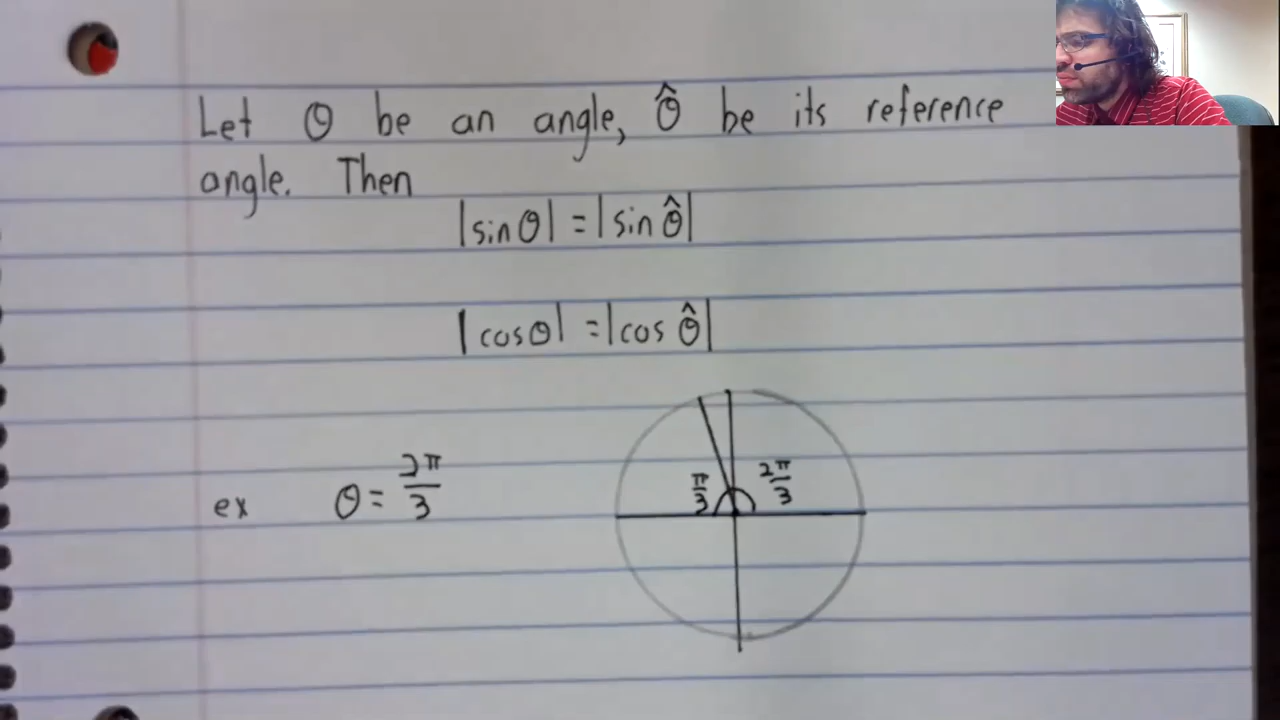 Let θ be an angle, θ̂ be its reference
angle. Then
|sin θ| = |sin θ̂|
|cos θ| = |cos θ̂|
ex θ = 2π/3
π/3 2π/3